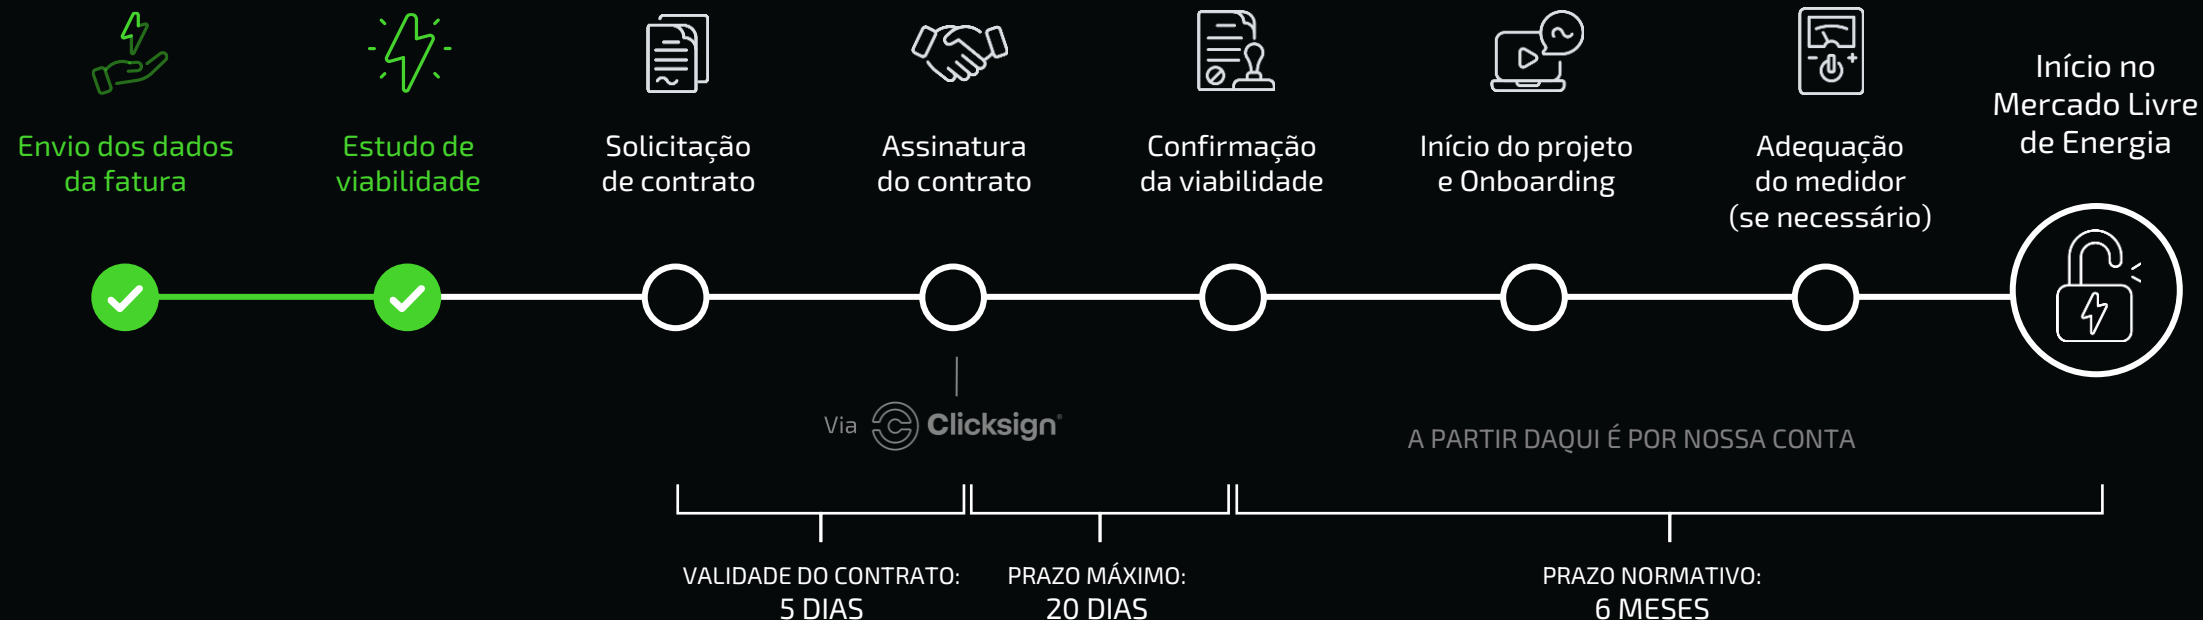 Envio dos dados
da fatura
Estudo de
viabilidade
Solicitação
de contrato
Assinatura
do contrato
Confirmação
da viabilidade
Início do projeto
e Onboarding
Adequação
do medidor
(se necessário)
Início no
Mercado Livre
de Energia
Via Clicksign
A PARTIR DAQUI É POR NOSSA CONTA
VALIDADE DO CONTRATO:
5 DIAS
PRAZO MÁXIMO:
20 DIAS
PRAZO NORMATIVO:
6 MESES